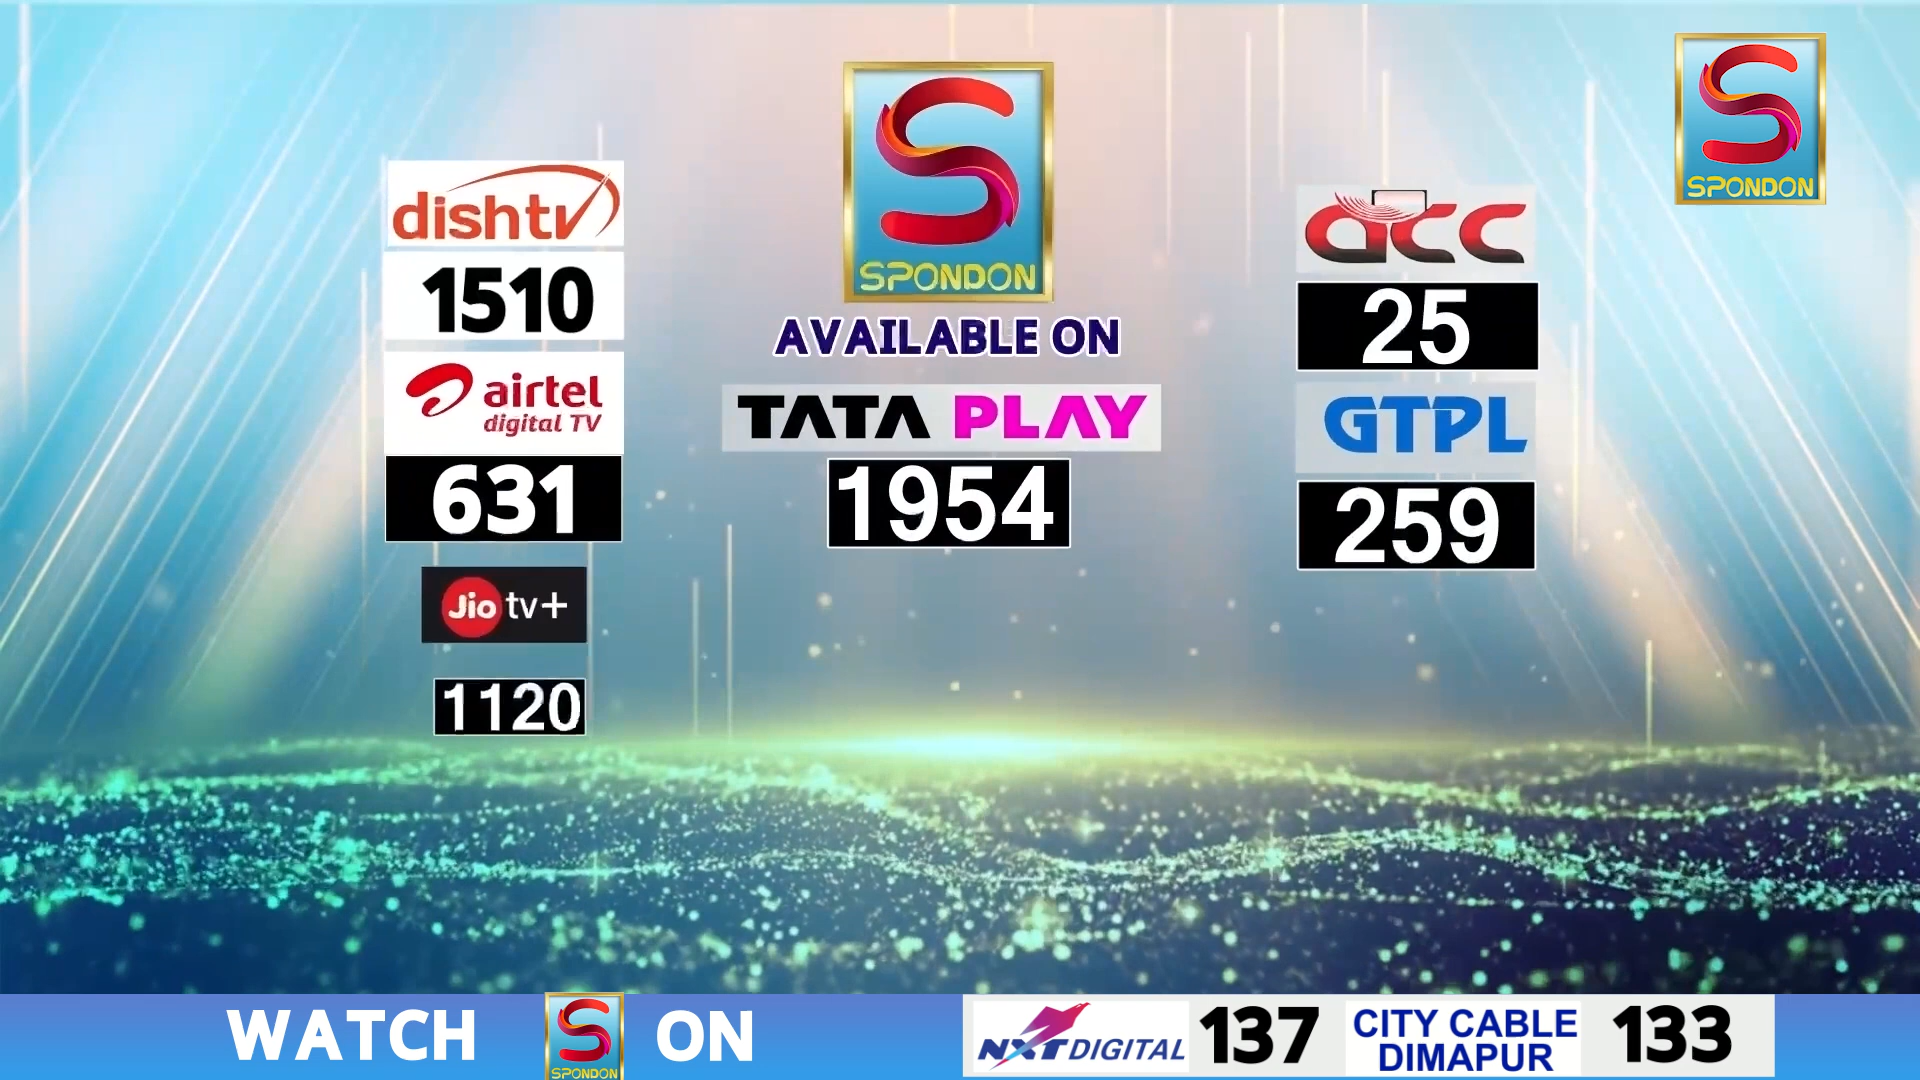 SPONDON
SPONDON
AVAILABLE ON
dishtv
1510
airtel
digital TV
631
Jio tv+
1120
TATA PLAY
1954
acc
25
GTPL
259
WATCH SPONDON ON
NXTDIGITAL 137
CITY CABLE
DIMAPUR
133